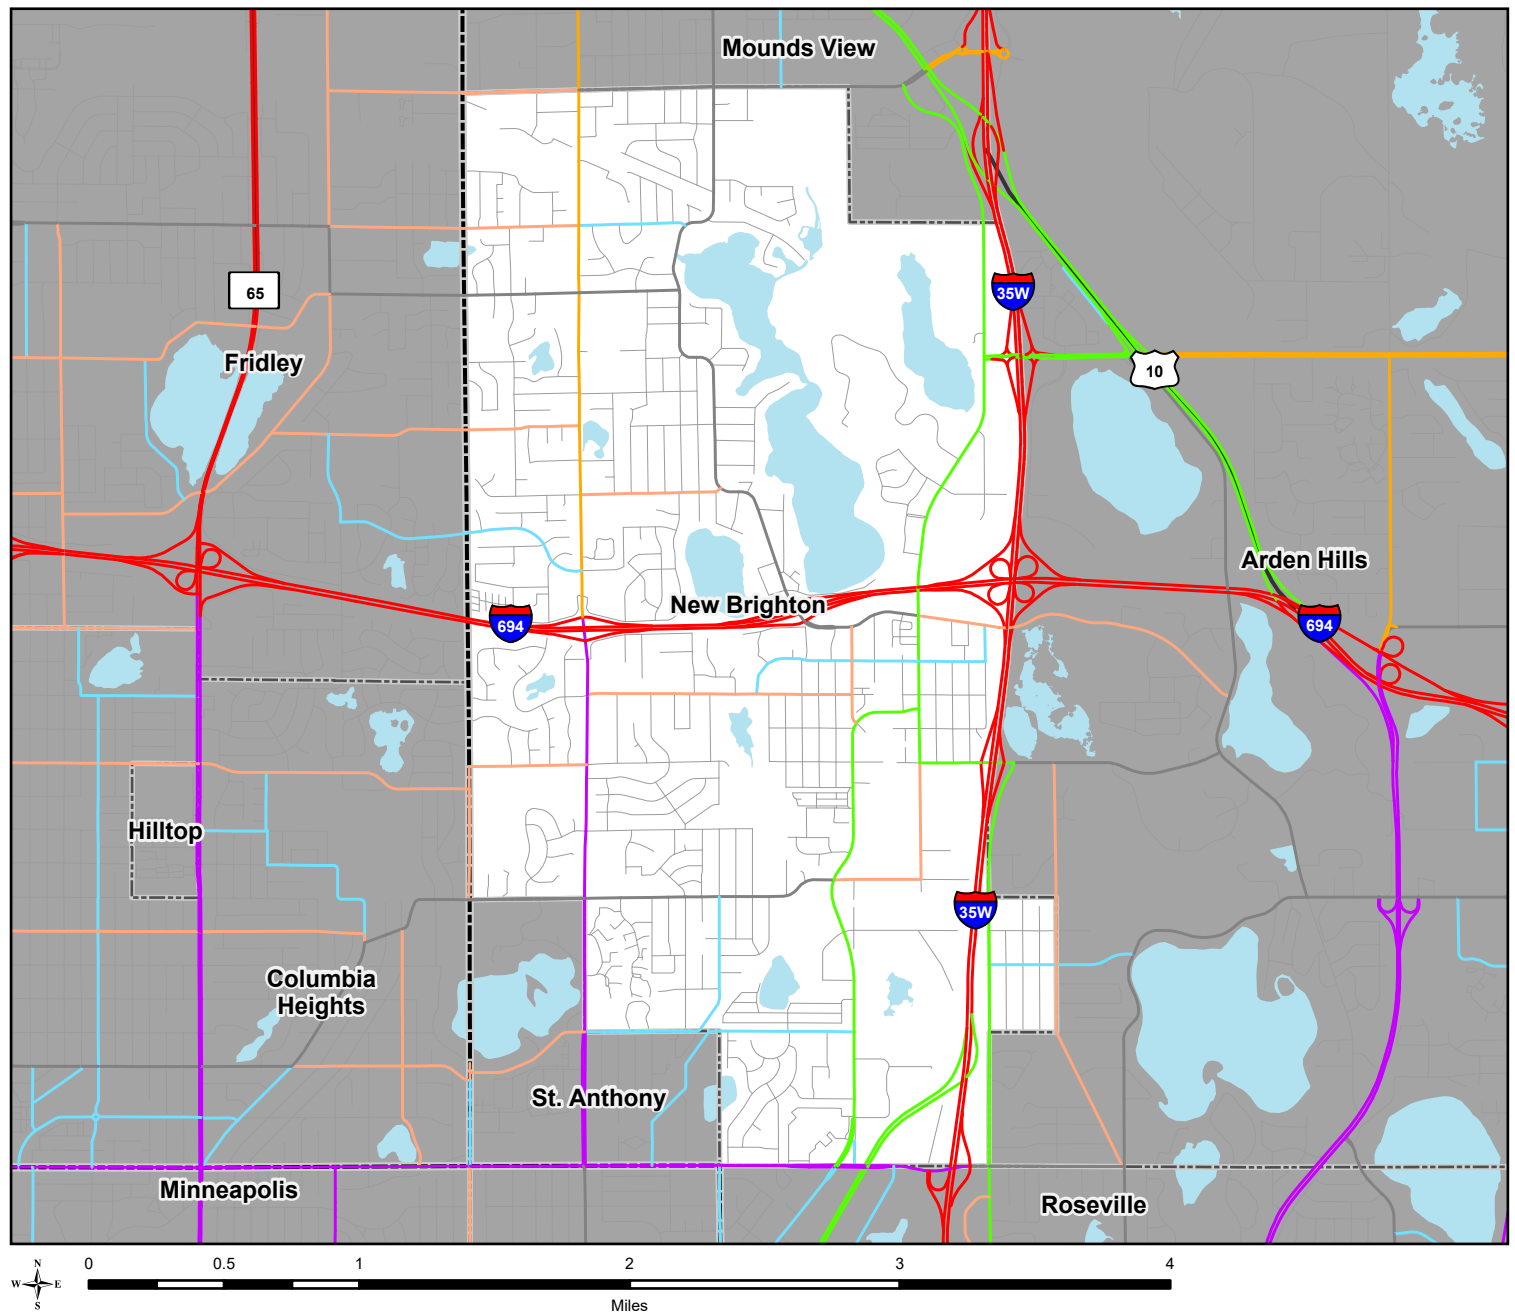 Mounds View
65
35W
Fridley
10
Arden Hills
New Brighton
694
694
Hilltop
35W
Columbia
Heights
St. Anthony
Minneapolis
Roseville
N
W E
S
0 0.5 1 2 3 4
Miles